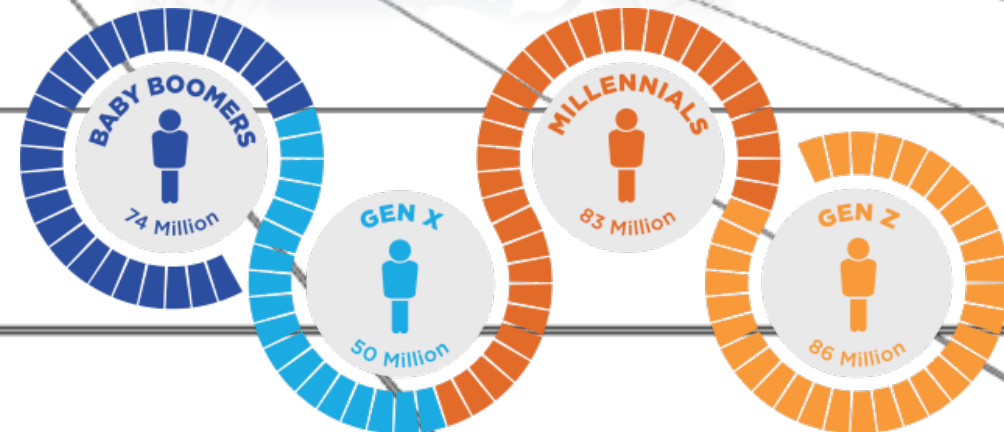 BABY BOOMERS
74 Million
GEN X
50 Million
MILLENNIALS
83 Million
GEN Z
86 Million